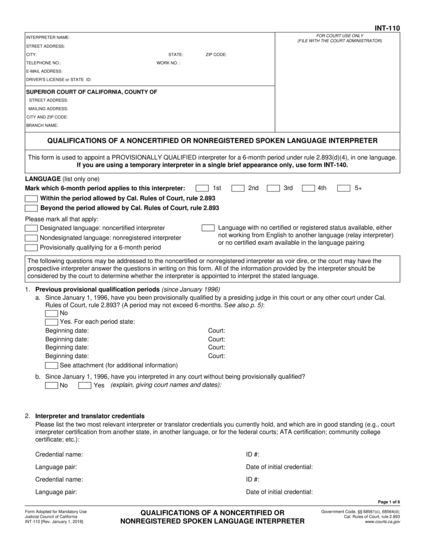 INT-110
INTERPRETER NAME:
STREET ADDRESS:
CITY: STATE: ZIP CODE:
TELEPHONE NO.: WORK NO. :
E-MAIL ADDRESS:
DRIVER'S LICENSE or STATE ID:
FOR COURT USE ONLY
(FILE WITH THE COURT ADMINISTRATOR)
SUPERIOR COURT OF CALIFORNIA, COUNTY OF
STREET ADDRESS:
MAILING ADDRESS:
CITY AND ZIP CODE:
BRANCH NAME:
QUALIFICATIONS OF A NONCERTIFIED OR NONREGISTERED SPOKEN LANGUAGE INTERPRETER
This form is used to appoint a PROVISIONALLY QUALIFIED interpreter for a 6-month period under rule 2.893(d)(4), in one language.
If you are using a temporary interpreter in a single brief appearance only, use form INT-140.
LANGUAGE (list only one)
Mark which 6-month period applies to this interpreter: 1st 2nd 3rd 4th 5+
Within the period allowed by Cal. Rules of Court, rule 2.893
Beyond the period allowed by Cal. Rules of Court, rule 2.893
Please mark all that apply:
Designated language: noncertified interpreter
Nondesignated language: nonregistered interpreter
Provisionally qualifying for a 6-month period
Language with no certified or registered status available, either
not working from English to another language (relay interpreter)
or no certified exam available in the language pairing
The following questions may be addressed to the noncertified or nonregistered interpreter as voir dire, or the court may have the
prospective interpreter answer the questions in writing on this form. All of the information provided by the interpreter should be
considered by the court to determine whether the interpreter is appointed to interpret the stated language.
1. Previous provisional qualification periods (since January 1996)
a. Since January 1, 1996, have you been provisionally qualified by a presiding judge in this court or any other court under Cal.
Rules of Court, rule 2.893? (A period may not exceed 6-months. See also p. 5):
No
Yes. For each period state:
Beginning date: Court:
Beginning date: Court:
Beginning date: Court:
Beginning date: Court:
See attachment (for additional information)
b. Since January 1, 1996, have you interpreted in any court without being provisionally qualified?
No Yes (explain, giving court names and dates):
2. Interpreter and translator credentials
Please list the two most relevant interpreter or translator credentials you currently hold, and which are in good standing (e.g., court
interpreter certification from another state, in another language, or for the federal courts; ATA certification; community college
certificate; etc.):
Credential name: ID #:
Language pair: Date of initial credential:
Credential name: ID #:
Language pair: Date of initial credential:
Page 1 of 6
Form Adopted for Mandatory Use
Judicial Council of California
INT-110 [Rev. January 1, 2018]
QUALIFICATIONS OF A NONCERTIFIED OR
NONREGISTERED SPOKEN LANGUAGE INTERPRETER
Cal. Rules of Court, rule 2.893
www.courts.ca.gov